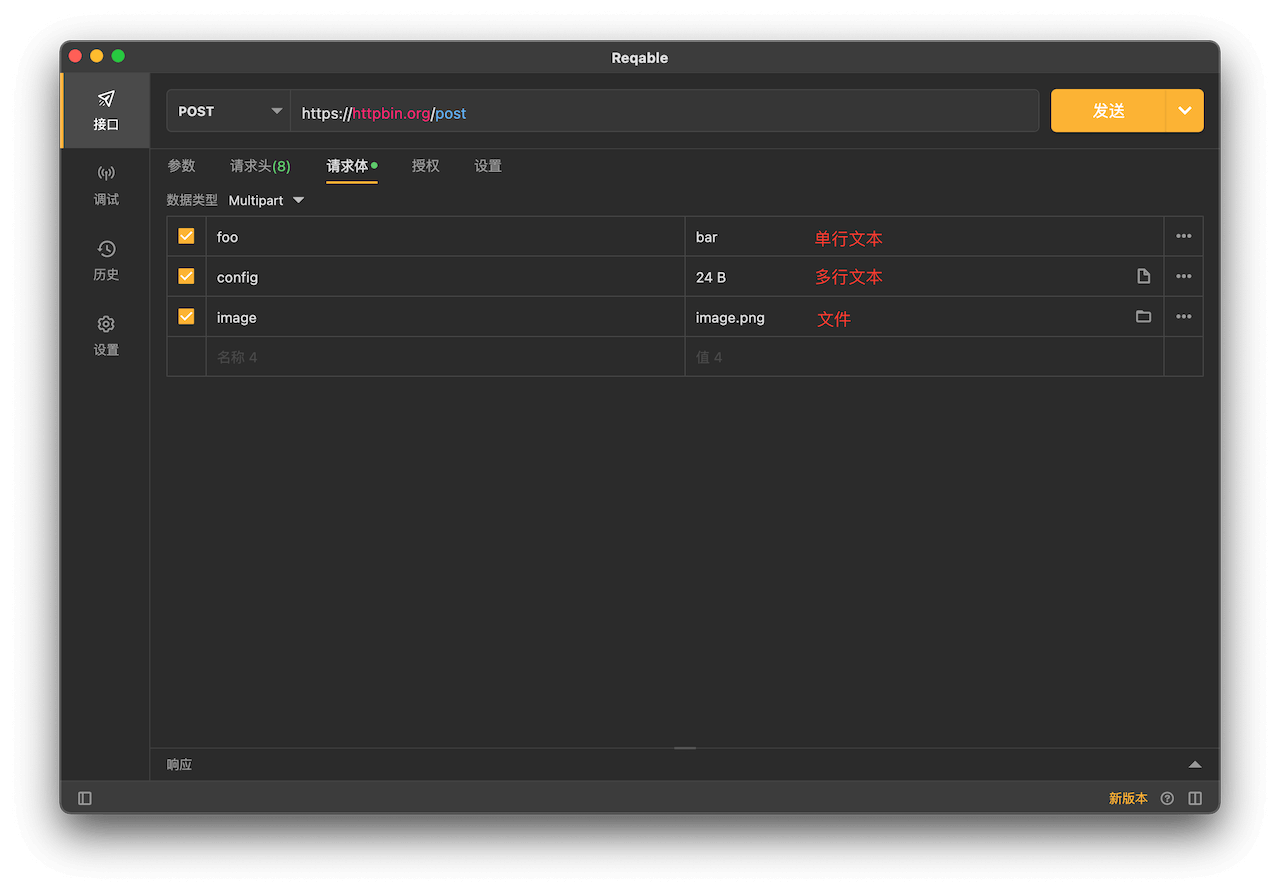 Reqable
接口
调试
历史
设置
POST
https://httpbin.org/post
发送
参数 请求头(8) 请求体 授权 设置
数据类型 Multipart
foo bar 单行文本
config 24 B 多行文本
image image.png 文件
名称 4 值 4
响应
新版本